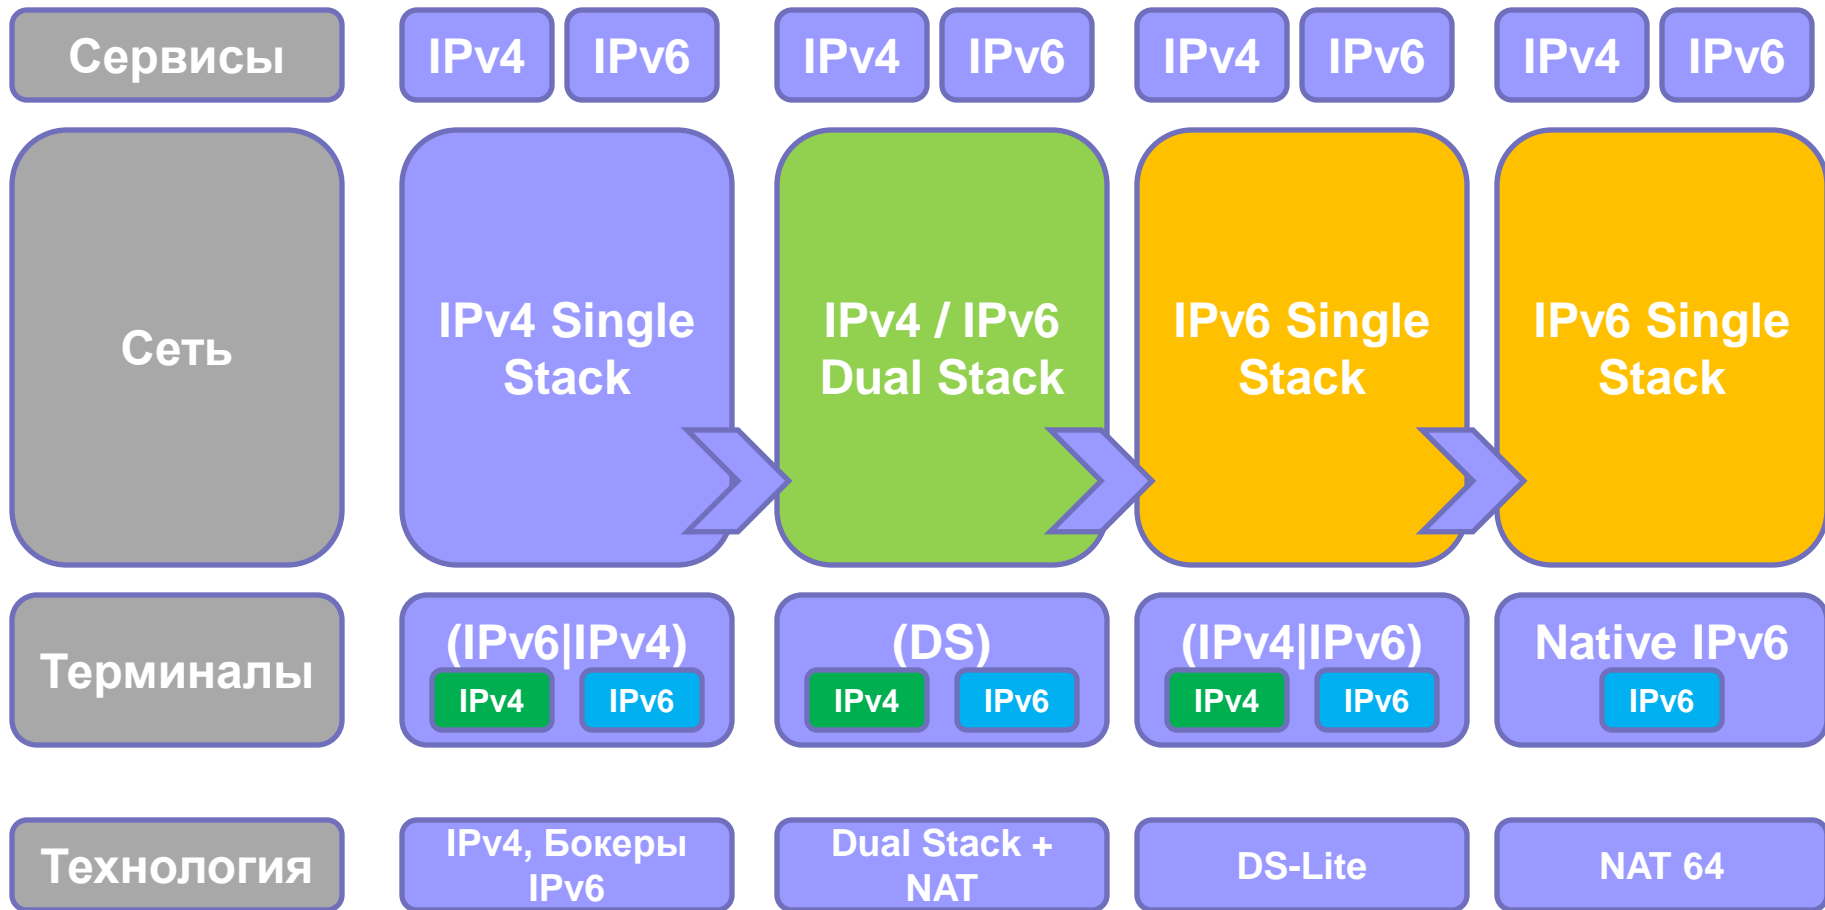 Сервисы
IPv4
IPv6
IPv4
IPv6
IPv4
IPv6
IPv4
IPv6
Сеть
IPv4 Single
Stack
IPv4 / IPv6
Dual Stack
IPv6 Single
Stack
IPv6 Single
Stack
Терминалы
(IPv6|IPv4)
IPv4
IPv6
(DS)
IPv4
IPv6
(IPv4|IPv6)
IPv4
IPv6
Native IPv6
IPv6
Технология
IPv4, Бокеры
IPv6
Dual Stack +
NAT
DS-Lite
NAT 64